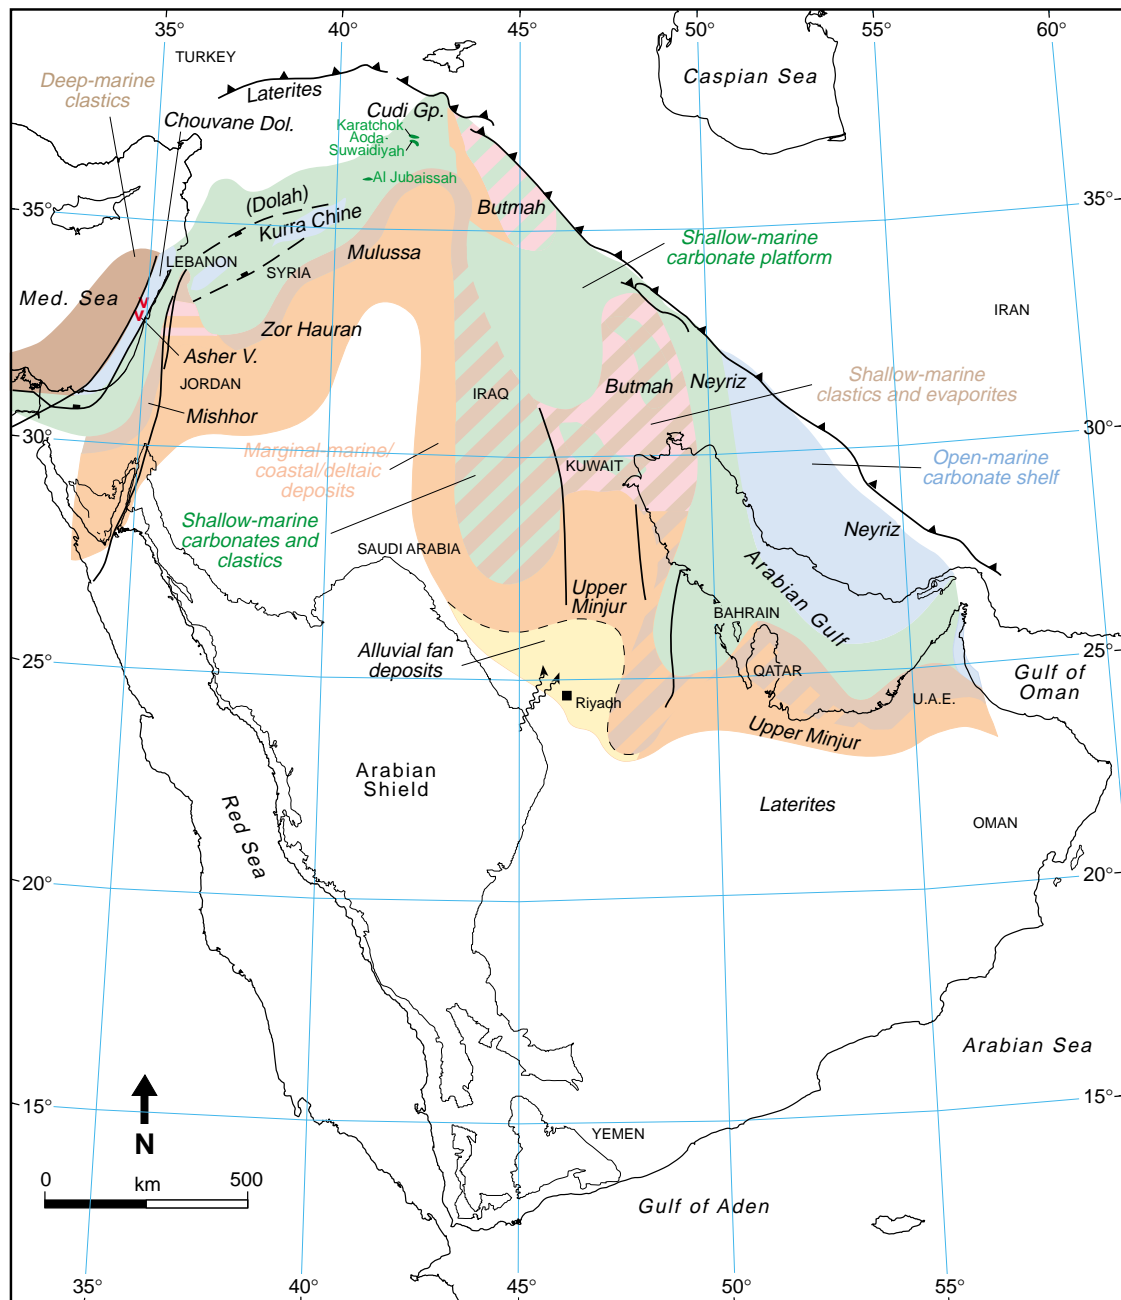 35°
40°
45°
50°
55°
60°
TURKEY
Caspian Sea
Deep-marine
clastics
Laterites
Cudi Gp.
Chouvane Dol.
Karatchok
Aoda-
Suwaidiyah
Al Jubaissah
35°
35°
(Dolah)
Kurra Chine
Butmah
Shallow-marine
carbonate platform
Mulussa
LEBANON
SYRIA
Med. Sea
V
V
IRAN
Zor Hauran
Asher V.
JORDAN
Mishhor
IRAQ
Butmah
Neyriz
Shallow-marine
clastics and evaporites
30°
30°
Marginal-marine/
coastal/deltaic
deposits
KUWAIT
Open-marine
carbonate shelf
Shallow-marine
carbonates and
clastics
Neyriz
SAUDI ARABIA
Upper
Minjur
Arabian Gulf
BAHRAIN
Alluvial fan
deposits
25°
25°
QATAR
Gulf of
Oman
U.A.E.
Riyadh
Upper Minjur
Arabian
Shield
Red Sea
Laterites
OMAN
20°
20°
Arabian Sea
15°
15°
N
YEMEN
0
km
500
Gulf of Aden
35°
40°
45°
50°
55°